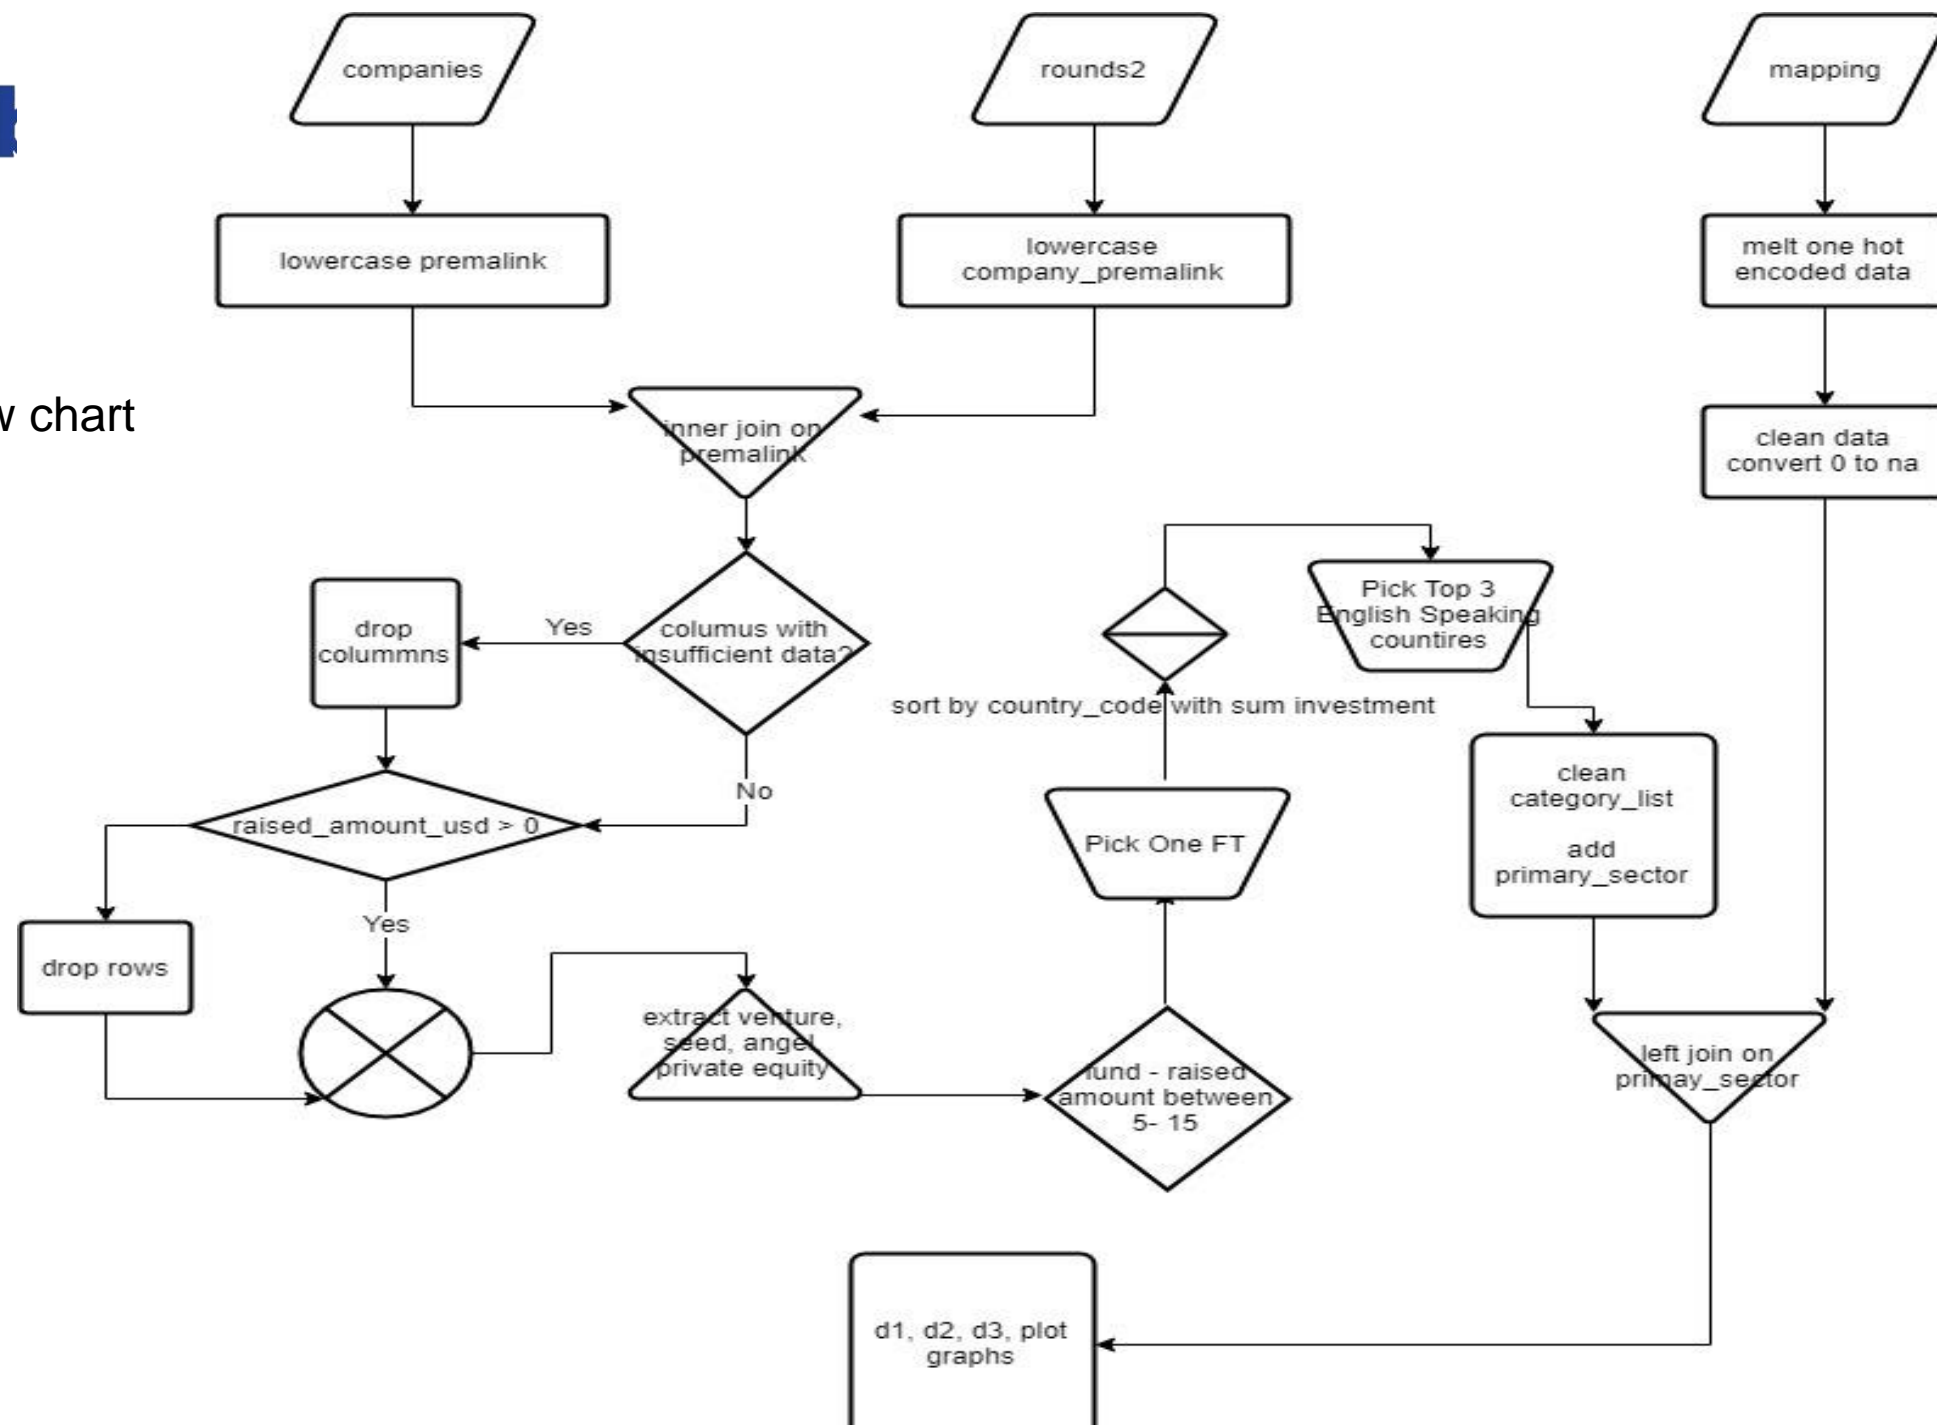 companies
rounds2
mapping
lowercase premalink
lowercase
company_premalink
melt one hot
encoded data
chart
inner join on
premalink
clean data
convert 0 to na
drop
colummns
Yes
columus with
insufficient data?
No
Pick Top 3
English Speaking
countires
sort by country_code with sum investment
clean
category_list
add
primary_sector
raised_amount_usd > 0
Yes
drop rows
Pick One FT
extract venture,
seed, angel,
private equity
fund - raised
amount between
5- 15
left join on
primay_sector
d1, d2, d3, plot
graphs